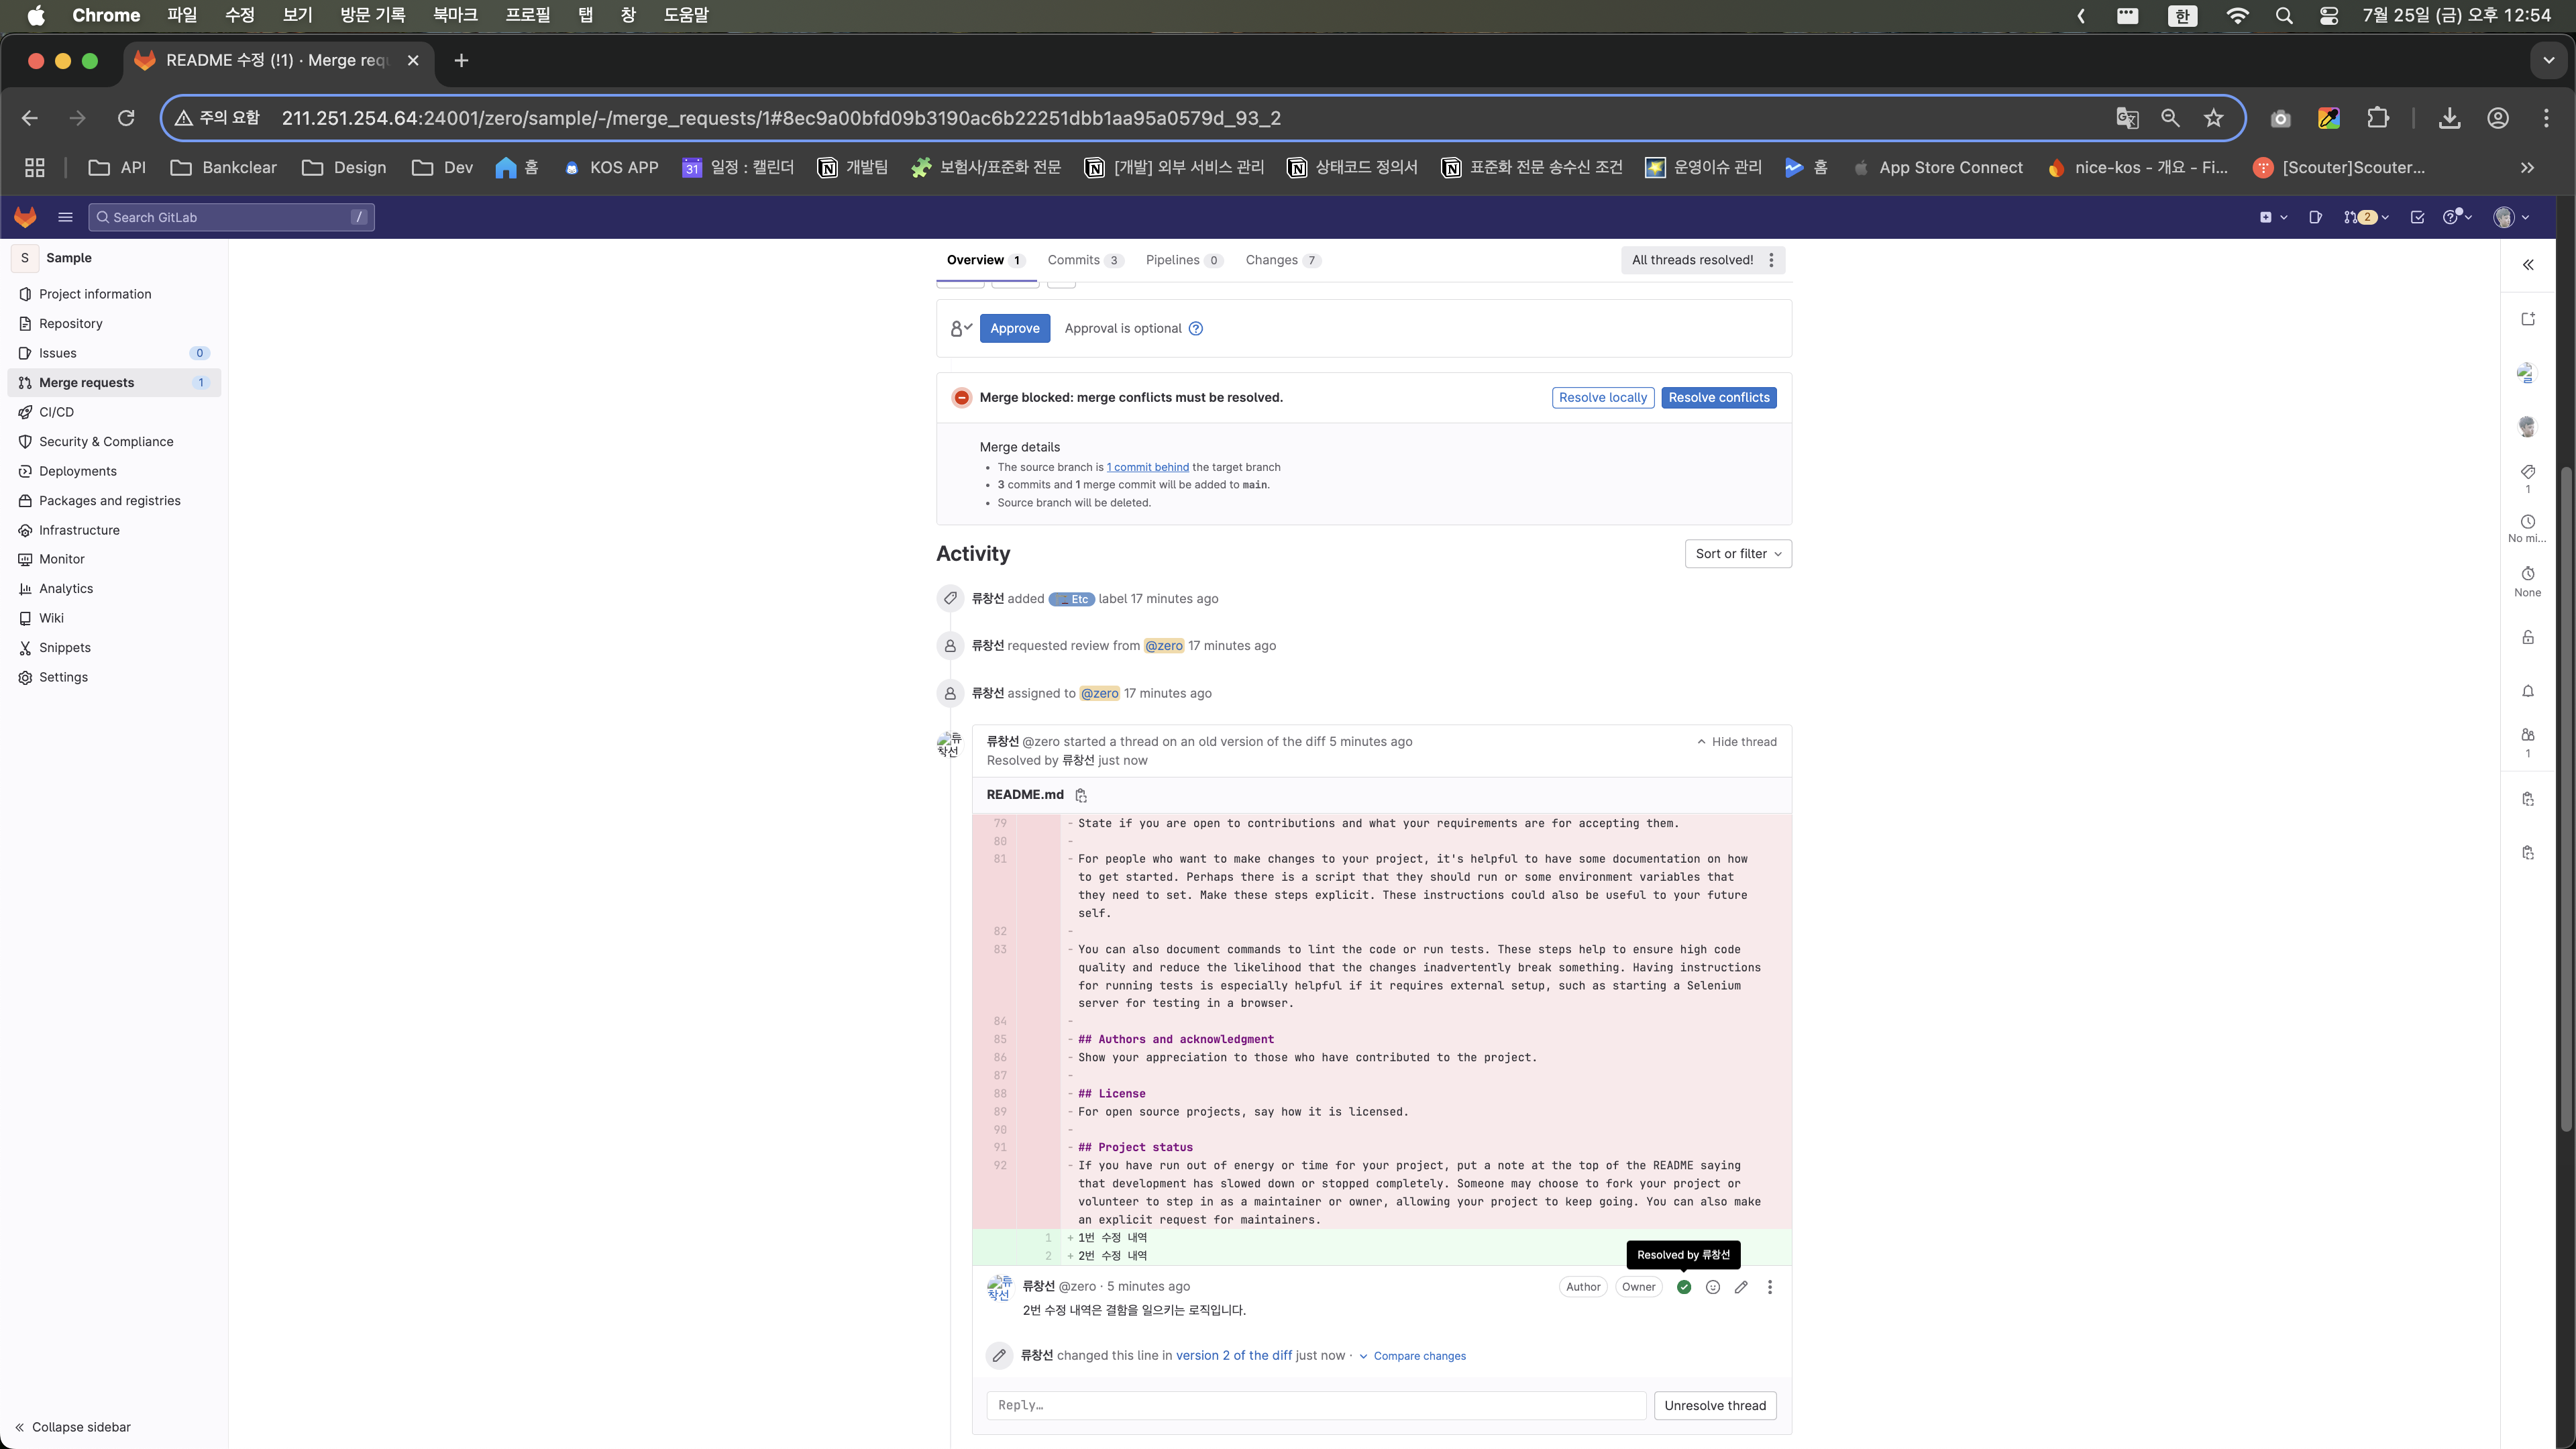 Chrome 파일 수정 보기 방문 기록 북마크 프로필 탭 창 도움말 한 7월 25일 (금) 오후 12:54
README 수정 (!1) · Merge req
주의 요함 211.251.254.64:24001/zero/sample/-/merge_requests/1#8ec9a00bfd09b3190ac6b22251dbb1aa95a0579d_93_2
API Bankclear Design Dev 홈 KOS APP 31 일정 : 캘린더 개발팀 보험사/표준화 전문 [개발] 외부 서비스 관리 상태코드 정의서 표준화 전문 송수신 조건 운영이슈 관리 홈 App Store Connect nice-kos - 개요 - Fi... [Scouter]Scouter...
Search GitLab /
2
S Sample
Project information
Repository
Issues 0
Merge requests 1
CI/CD
Security & Compliance
Deployments
Packages and registries
Infrastructure
Monitor
Analytics
Wiki
Snippets
Settings
Collapse sidebar
Overview 1 Commits 3 Pipelines 0 Changes 7 All threads resolved!
Approve Approval is optional
Merge blocked: merge conflicts must be resolved. Resolve locally Resolve conflicts
Merge details
• The source branch is 1 commit behind the target branch
• 3 commits and 1 merge commit will be added to main.
• Source branch will be deleted.
Activity Sort or filter
류창선 added Etc label 17 minutes ago
류창선 requested review from @zero 17 minutes ago
류창선 assigned to @zero 17 minutes ago
류창선
류창선 @zero started a thread on an old version of the diff 5 minutes ago Hide thread
Resolved by 류창선 just now
README.md
79 - State if you are open to contributions and what your requirements are for accepting them.
80 -
81 - For people who want to make changes to your project, it's helpful to have some documentation on how
to get started. Perhaps there is a script that they should run or some environment variables that
they need to set. Make these steps explicit. These instructions could also be useful to your future
self.
82 -
83 - You can also document commands to lint the code or run tests. These steps help to ensure high code
quality and reduce the likelihood that the changes inadvertently break something. Having instructions
for running tests is especially helpful if it requires external setup, such as starting a Selenium
server for testing in a browser.
84 -
85 - ## Authors and acknowledgment
86 - Show your appreciation to those who have contributed to the project.
87 -
88 - ## License
89 - For open source projects, say how it is licensed.
90 -
91 - ## Project status
92 - If you have run out of energy or time for your project, put a note at the top of the README saying
that development has slowed down or stopped completely. Someone may choose to fork your project or
volunteer to step in as a maintainer or owner, allowing your project to keep going. You can also make
an explicit request for maintainers.
1 + 1번 수정 내역
2 + 2번 수정 내역
Resolved by 류창선
류창선
류창선 @zero · 5 minutes ago Author Owner
2번 수정 내역은 결함을 일으키는 로직입니다.
류창선 changed this line in version 2 of the diff just now · Compare changes
Reply… Unresolve thread
1
No mi...
None
1